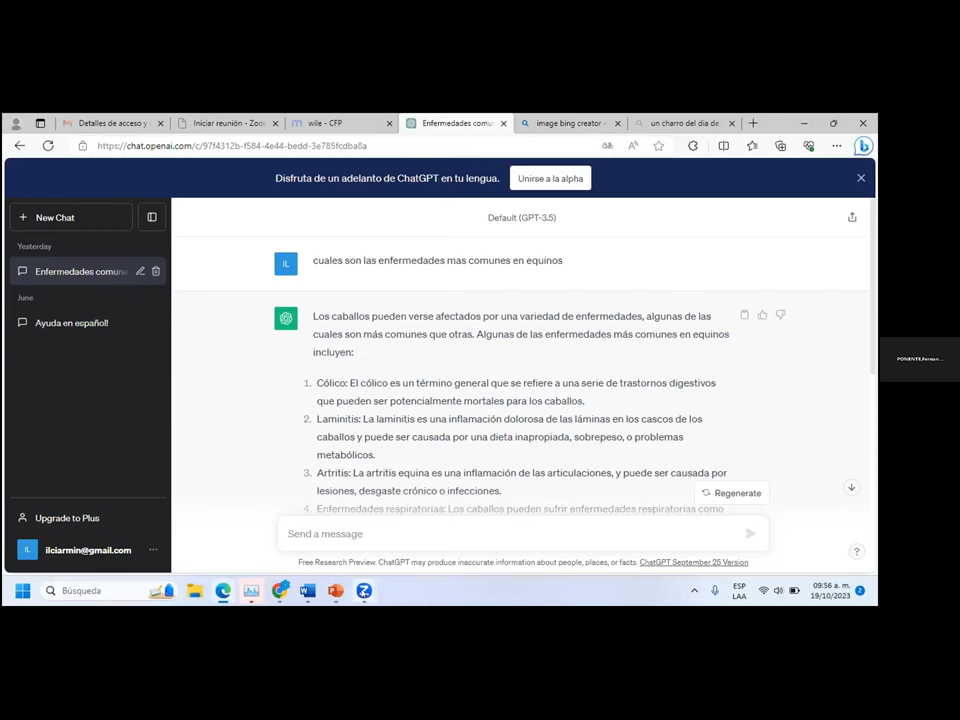 Detalles de acceso y
Iniciar reunión - Zoo
wile - CFP
Enfermedades comu
image bing creator -
un charro del dia de
https://chat.openai.com/c/97f4312b-f584-4e44-bedd-3e785fcdba8a
Disfruta de un adelanto de ChatGPT en tu lengua.
Unirse a la alpha
New Chat
Default (GPT-3.5)
Yesterday
Enfermedades comun
June
Ayuda en español!
IL
cuales son las enfermedades mas comunes en equinos
Los caballos pueden verse afectados por una variedad de enfermedades, algunas de las
cuales son más comunes que otras. Algunas de las enfermedades más comunes en equinos
incluyen:
1. Cólico: El cólico es un término general que se refiere a una serie de trastornos digestivos
que pueden ser potencialmente mortales para los caballos.
2. Laminitis: La laminitis es una inflamación dolorosa de las láminas en los cascos de los
caballos y puede ser causada por una dieta inapropiada, sobrepeso, o problemas
metabólicos.
3. Artritis: La artritis equina es una inflamación de las articulaciones, y puede ser causada por
lesiones, desgaste crónico o infecciones.
4. Enfermedades respiratorias: Los caballos pueden sufrir enfermedades respiratorias como
Regenerate
Send a message
Free Research Preview. ChatGPT may produce inaccurate information about people, places, or facts. ChatGPT September 25 Version
?
Upgrade to Plus
IL
ilciarmin@gmail.com
PONENTE,Fernan...
Búsqueda
ESP
LAA
09:56 a. m.
19/10/2023
2